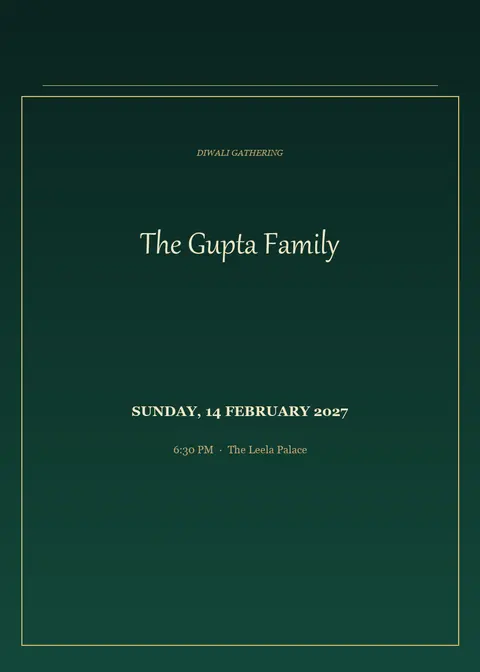 DIWALI GATHERING
The Gupta Family
SUNDAY, 14 FEBRUARY 2027
6:30 PM · The Leela Palace